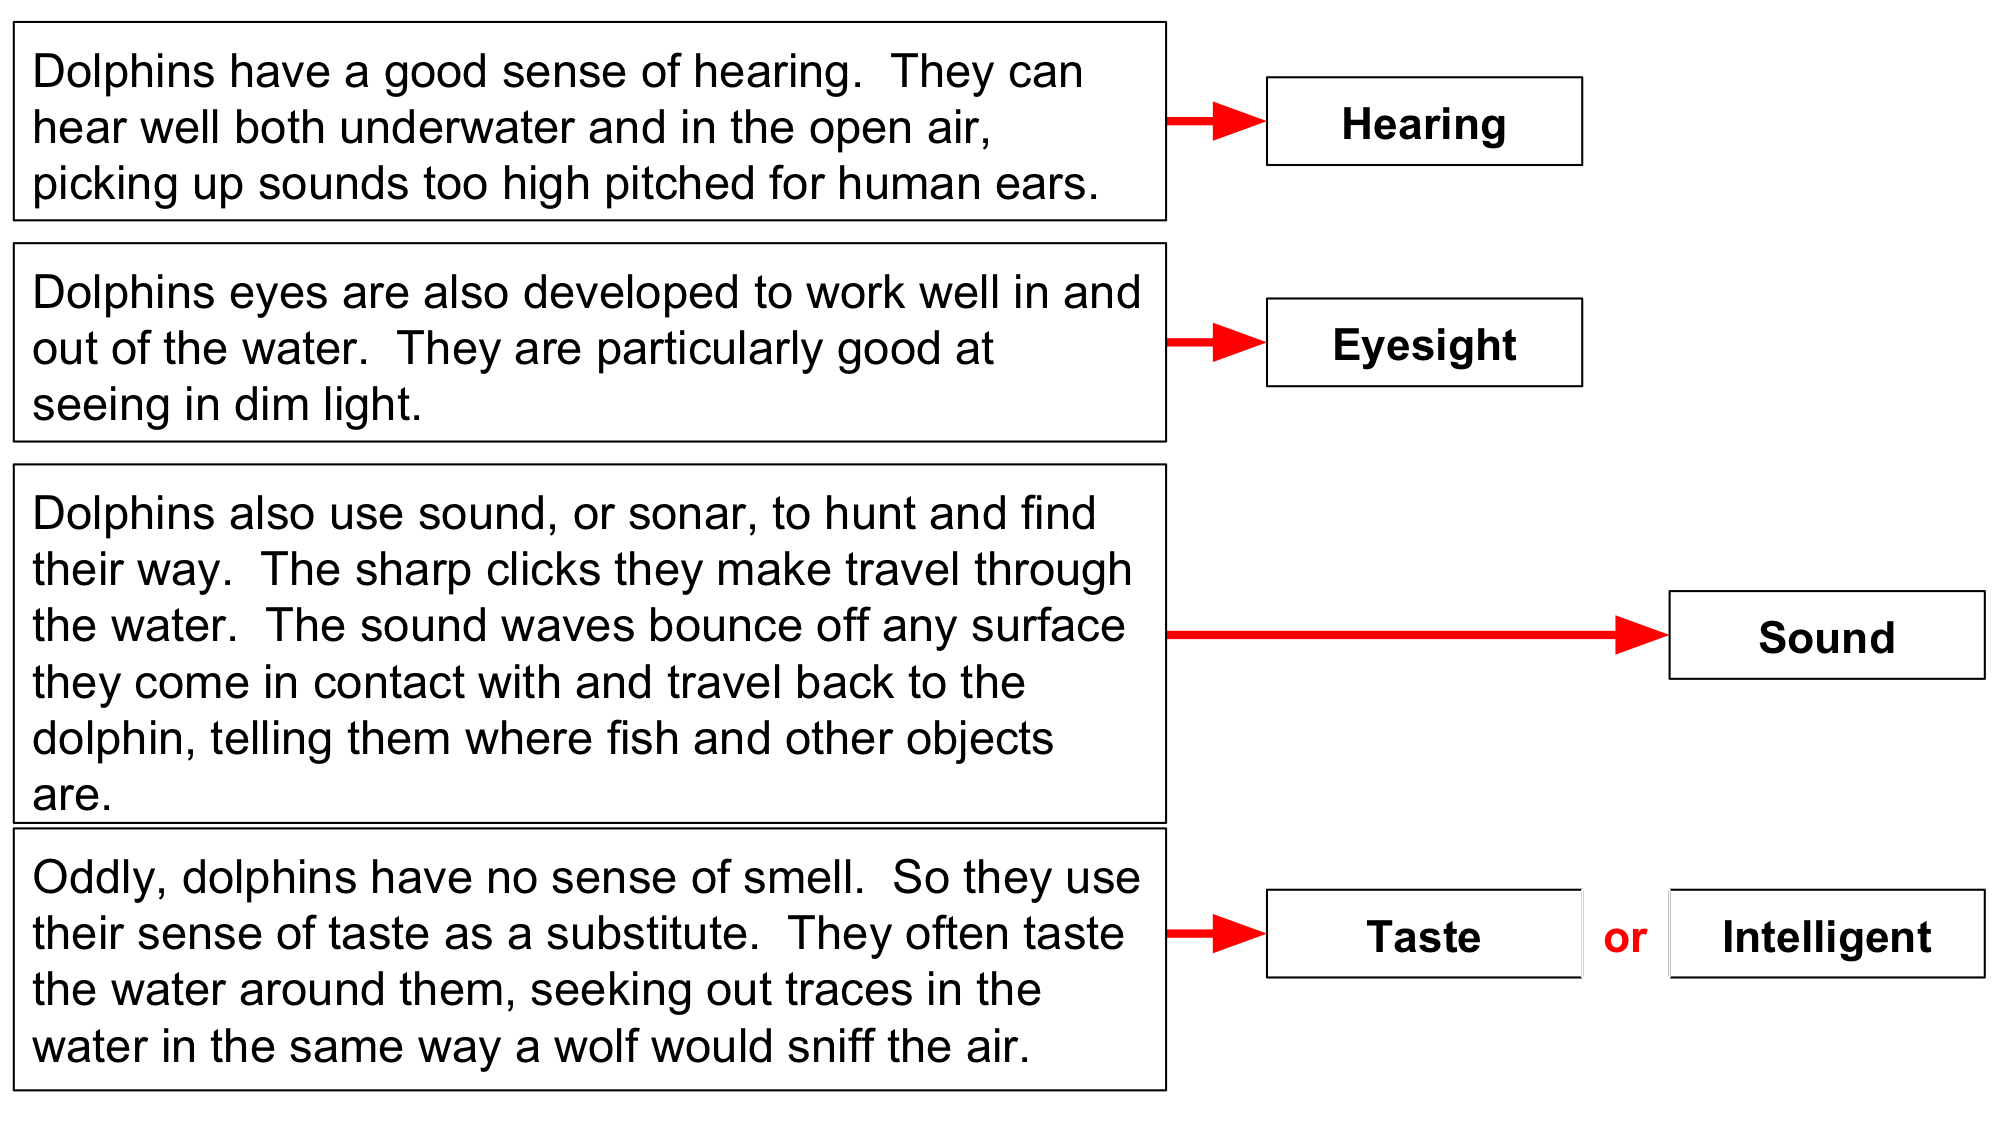 Dolphins have a good sense of hearing.  They can
hear well both underwater and in the open air,
picking up sounds too high pitched for human ears.
Hearing
Dolphins eyes are also developed to work well in and
out of the water.  They are particularly good at
seeing in dim light.
Eyesight
Dolphins also use sound, or sonar, to hunt and find
their way.  The sharp clicks they make travel through
the water.  The sound waves bounce off any surface
they come in contact with and travel back to the
dolphin, telling them where fish and other objects
are.
Sound
Oddly, dolphins have no sense of smell.  So they use
their sense of taste as a substitute.  They often taste
the water around them, seeking out traces in the
water in the same way a wolf would sniff the air.
Taste or Intelligent